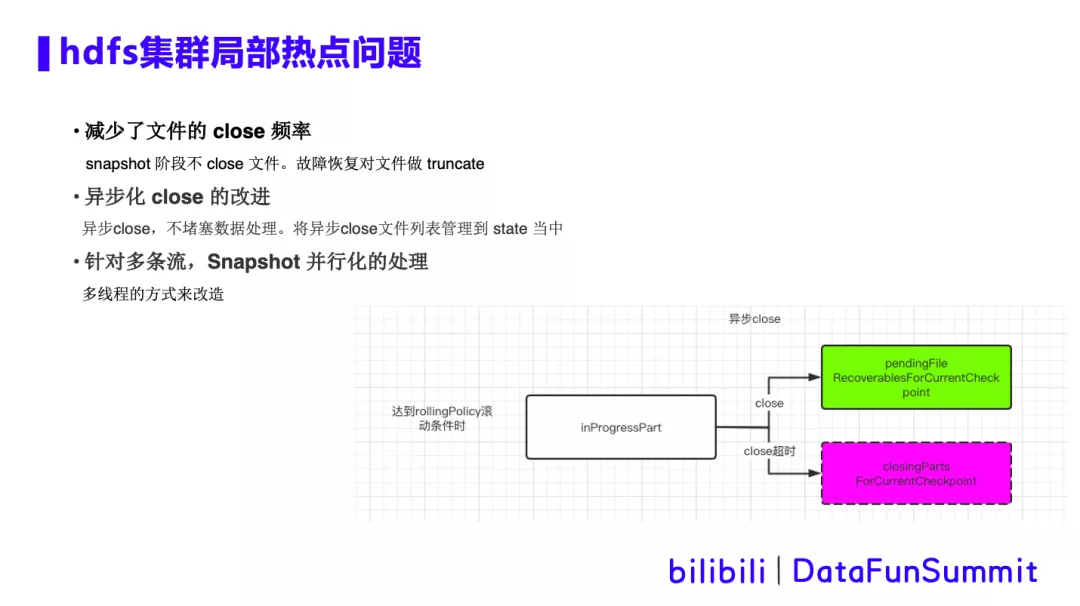 hdfs集群局部热点问题
• 减少了文件的 close 频率
snapshot 阶段不 close 文件。故障恢复对文件做 truncate
• 异步化 close 的改进
异步close，不堵塞数据处理。将异步close文件列表管理到 state 当中
• 针对多条流，Snapshot 并行化的处理
多线程的方式来改造
异步close
达到rollingPolicy滚
动条件时
inProgressPart
close
close超时
pendingFile
RecoverablesForCurrentCheck
point
closingParts
ForCurrentCheckpoint
bilibili | DataFunSummit